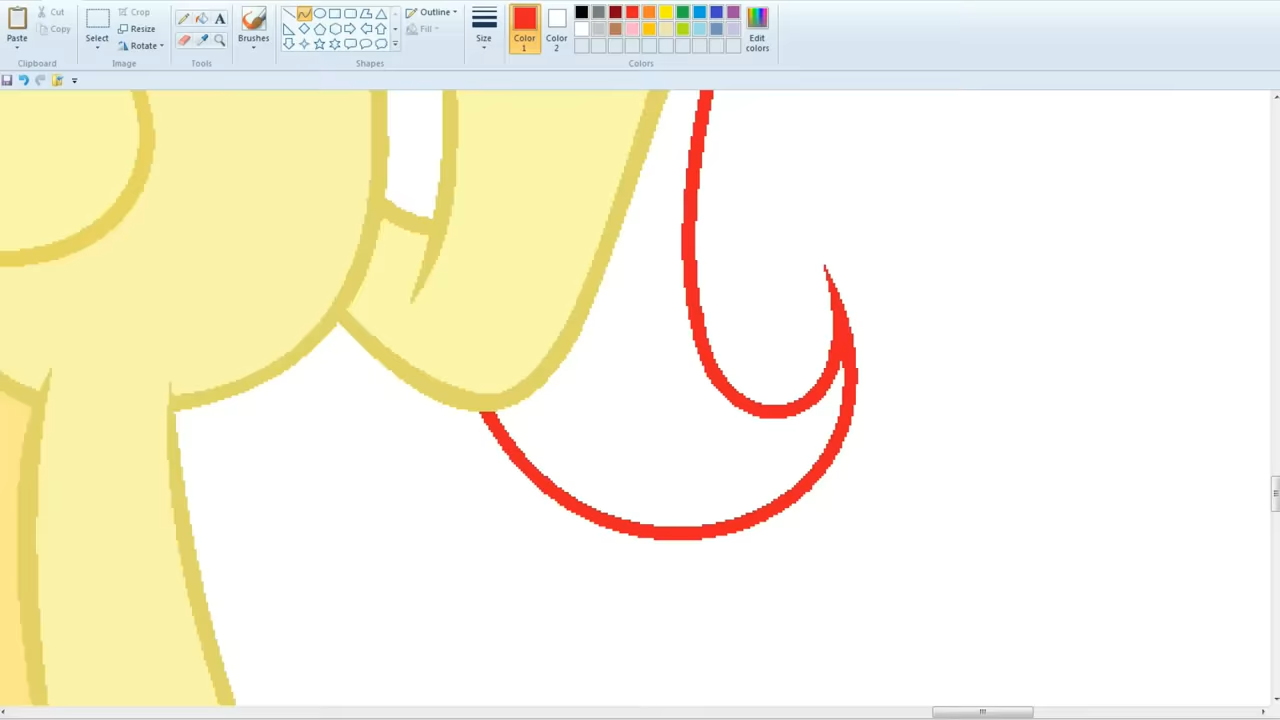 Paste
Cut
Copy
Clipboard
Select
Crop
Resize
Rotate
Image
A
Tools
Brushes
Outline
Fill
Shapes
Size
Color
1
Color
2
Edit
colors
Colors